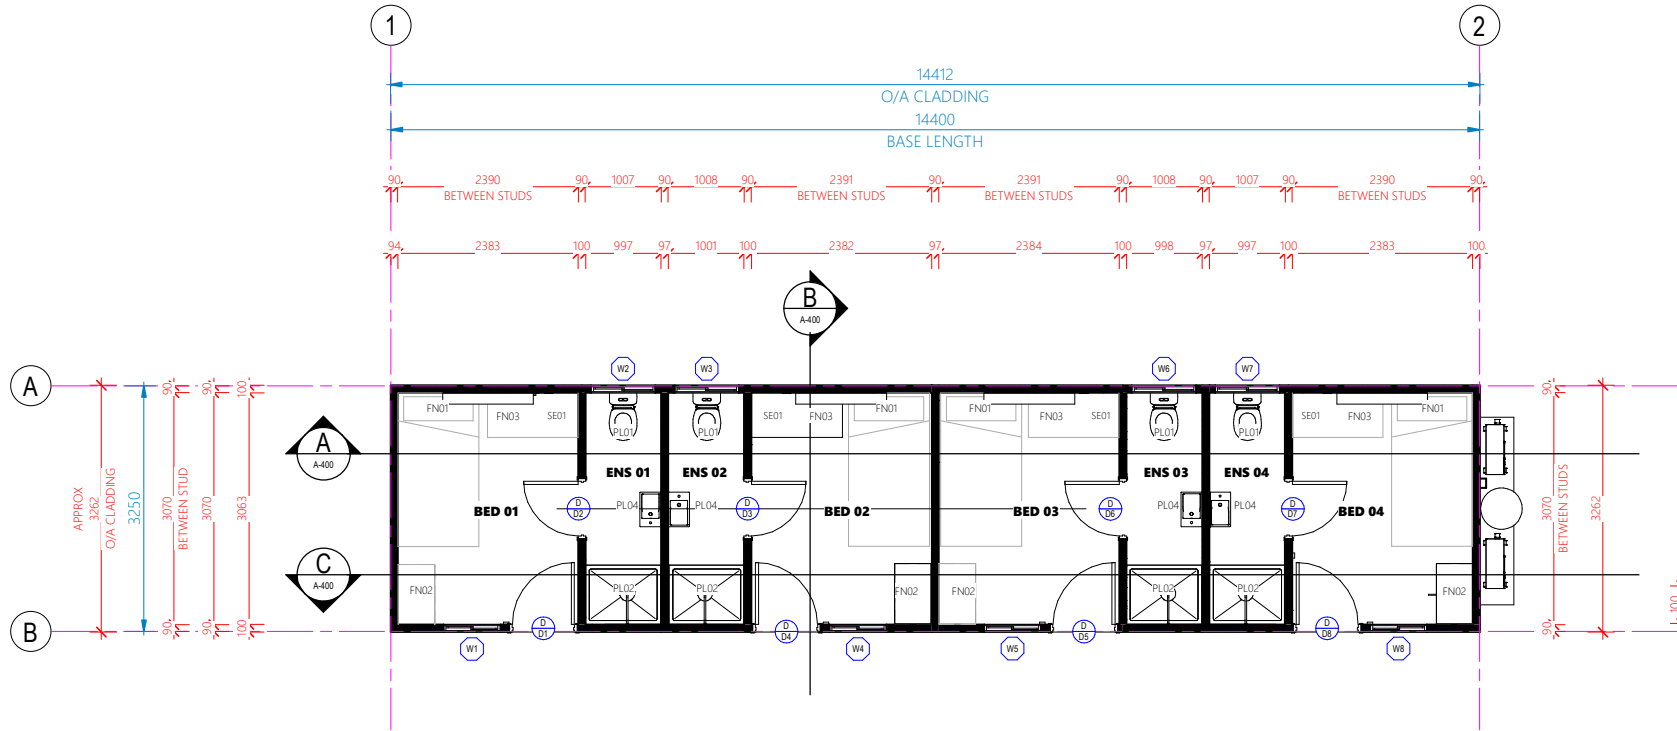 1
2
14412
O/A CLADDING
14400
BASE LENGTH
90 2390 90 1007 90 1008 90 2391 90 2391 90 1008 90 1007 90 2390 90
BETWEEN STUDS BETWEEN STUDS BETWEEN STUDS BETWEEN STUDS
94 2383 100 997 97 1001 100 2382 97 2384 100 998 97 997 100 2383 100
B
A-400
W2 W3 W6 W7
A
FN01 FN03 SE01 PL01 PL01 SE01 FN03 FN01 FN01 FN03 SE01 PL01 PL01 SE01 FN03 FN01
A
A-400
ENS 01 ENS 02 ENS 03 ENS 04
BED 01 D D2 PL04 PL04 D D3 BED 02 BED 03 D D6 PL04 PL04 D D7 BED 04
C
A-400
FN02 PL02 PL02 FN02 FN02 PL02 PL02 FN02
B
D D1 D D4 D D5 D D8
W1 W4 W5 W8
APPROX
3262
O/A CLADDING
3250
90 3070 90
BETWEEN STUD
90 3070 90
100 3063 100
90 3070 90
BETWEEN STUDS
3262
100